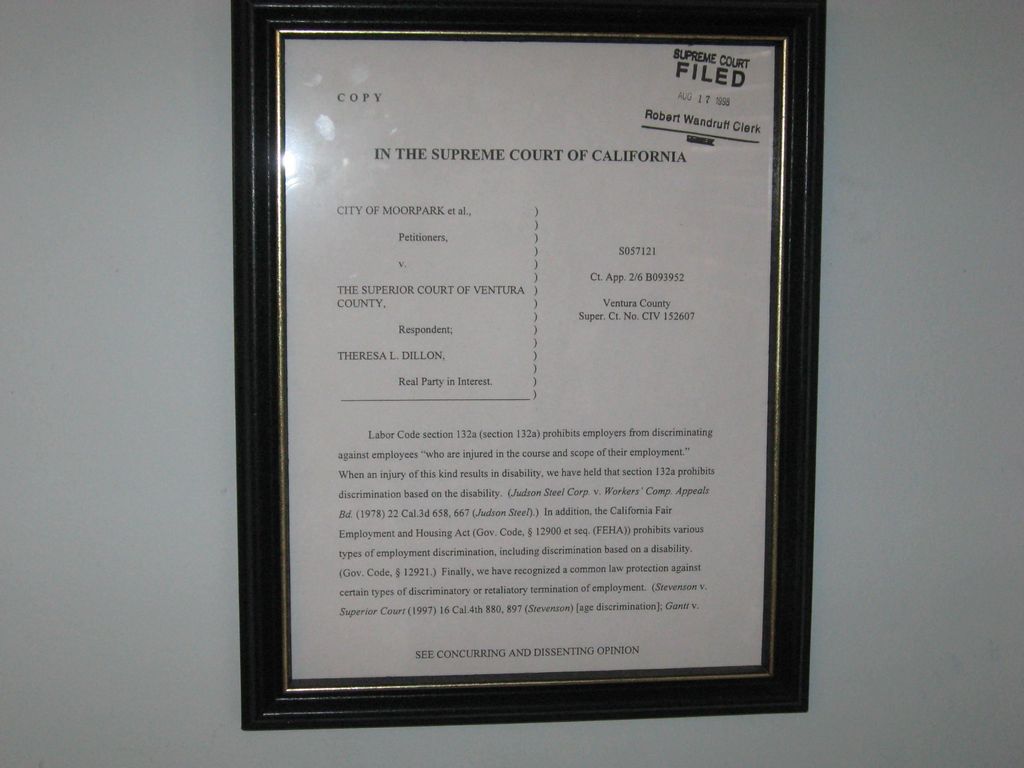 COPY
SUPREME COURT
FILED
AUG 17 1998
Robert Wandruff Clerk
IN THE SUPREME COURT OF CALIFORNIA
CITY OF MOORPARK et al., )
)
Petitioners, )
)
v. )
)
THE SUPERIOR COURT OF VENTURA )
COUNTY, )
)
Respondent; )
)
THERESA L. DILLON, )
)
Real Party in Interest. )
)
S057121
Ct. App. 2/6 B093952
Ventura County
Super. Ct. No. CIV 152607
Labor Code section 132a (section 132a) prohibits employers from discriminating
against employees “who are injured in the course and scope of their employment.”
When an injury of this kind results in disability, we have held that section 132a prohibits
discrimination based on the disability. (Judson Steel Corp. v. Workers’ Comp. Appeals
Bd. (1978) 22 Cal.3d 658, 667 (Judson Steel).) In addition, the California Fair
Employment and Housing Act (Gov. Code, § 12900 et seq. (FEHA)) prohibits various
types of employment discrimination, including discrimination based on a disability.
(Gov. Code, § 12921.) Finally, we have recognized a common law protection against
certain types of discriminatory or retaliatory termination of employment. (Stevenson v.
Superior Court (1997) 16 Cal.4th 880, 897 (Stevenson) [age discrimination]; Gantt v.
SEE CONCURRING AND DISSENTING OPINION